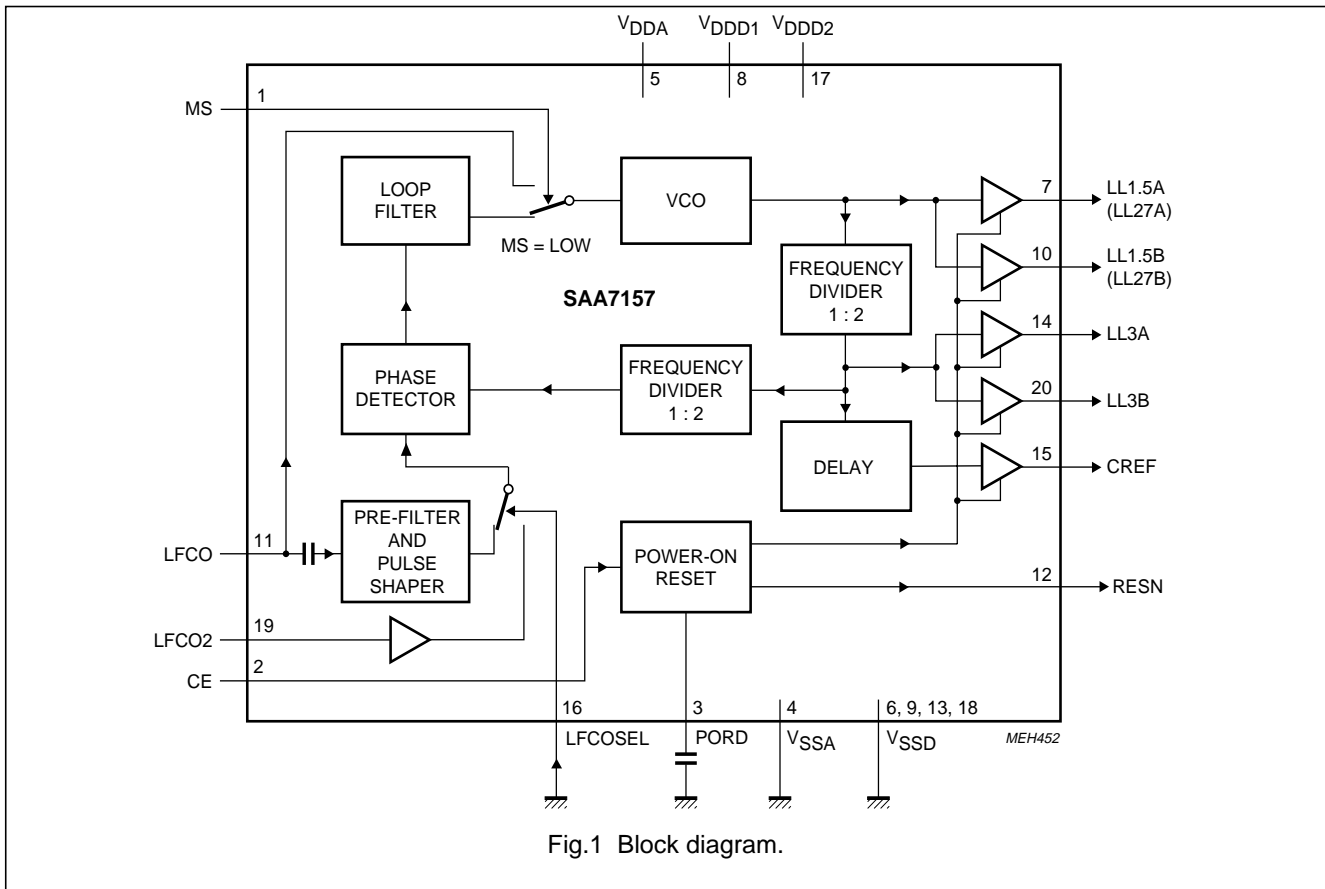 VDDA VDDD1 VDDD2
5 8 17
MS 1
LOOP
FILTER
MS = LOW
VCO
7 LL1.5A
(LL27A)
10 LL1.5B
(LL27B)
FREQUENCY
DIVIDER
1 : 2
SAA7157
14 LL3A
PHASE
DETECTOR
FREQUENCY
DIVIDER
1 : 2
20 LL3B
DELAY
15 CREF
LFCO 11
PRE-FILTER
AND
PULSE
SHAPER
POWER-ON
RESET
12 RESN
LFCO2 19
CE 2
16 3 4 6, 9, 13, 18
LFCOSEL PORD VSSA VSSD MEH452
Fig.1 Block diagram.